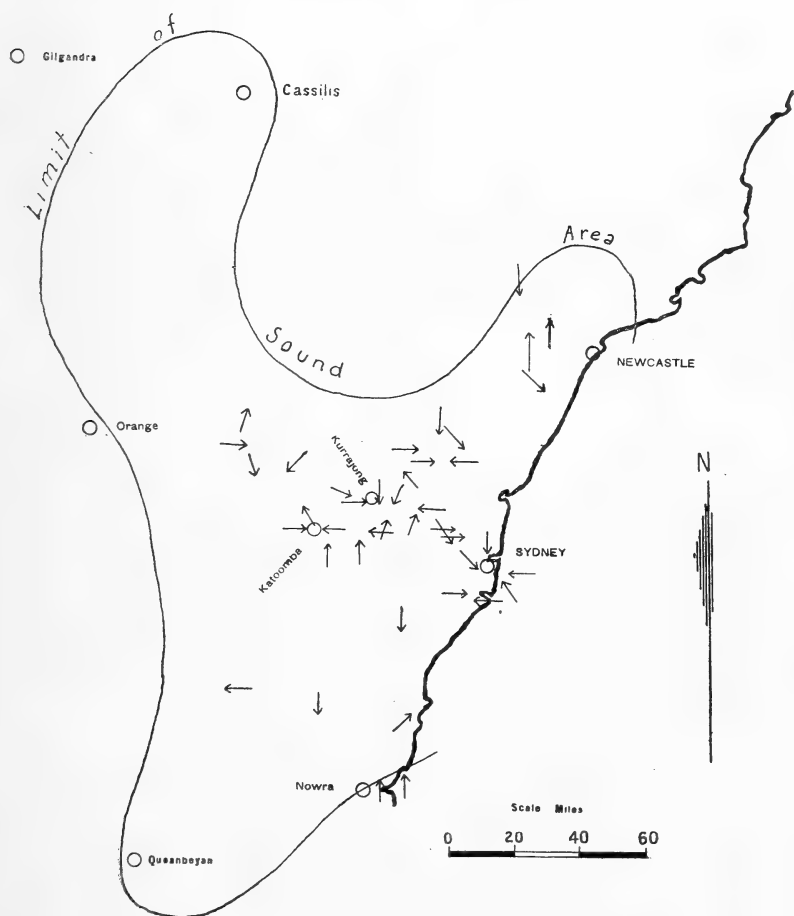 Limit of
Gilgandra
Cassilis
Area
Sound
NEWCASTLE
Orange
Kurrajong
N
Katoomba
SYDNEY
Nowra
Scale Miles
0 20 40 60
Queanbeyan